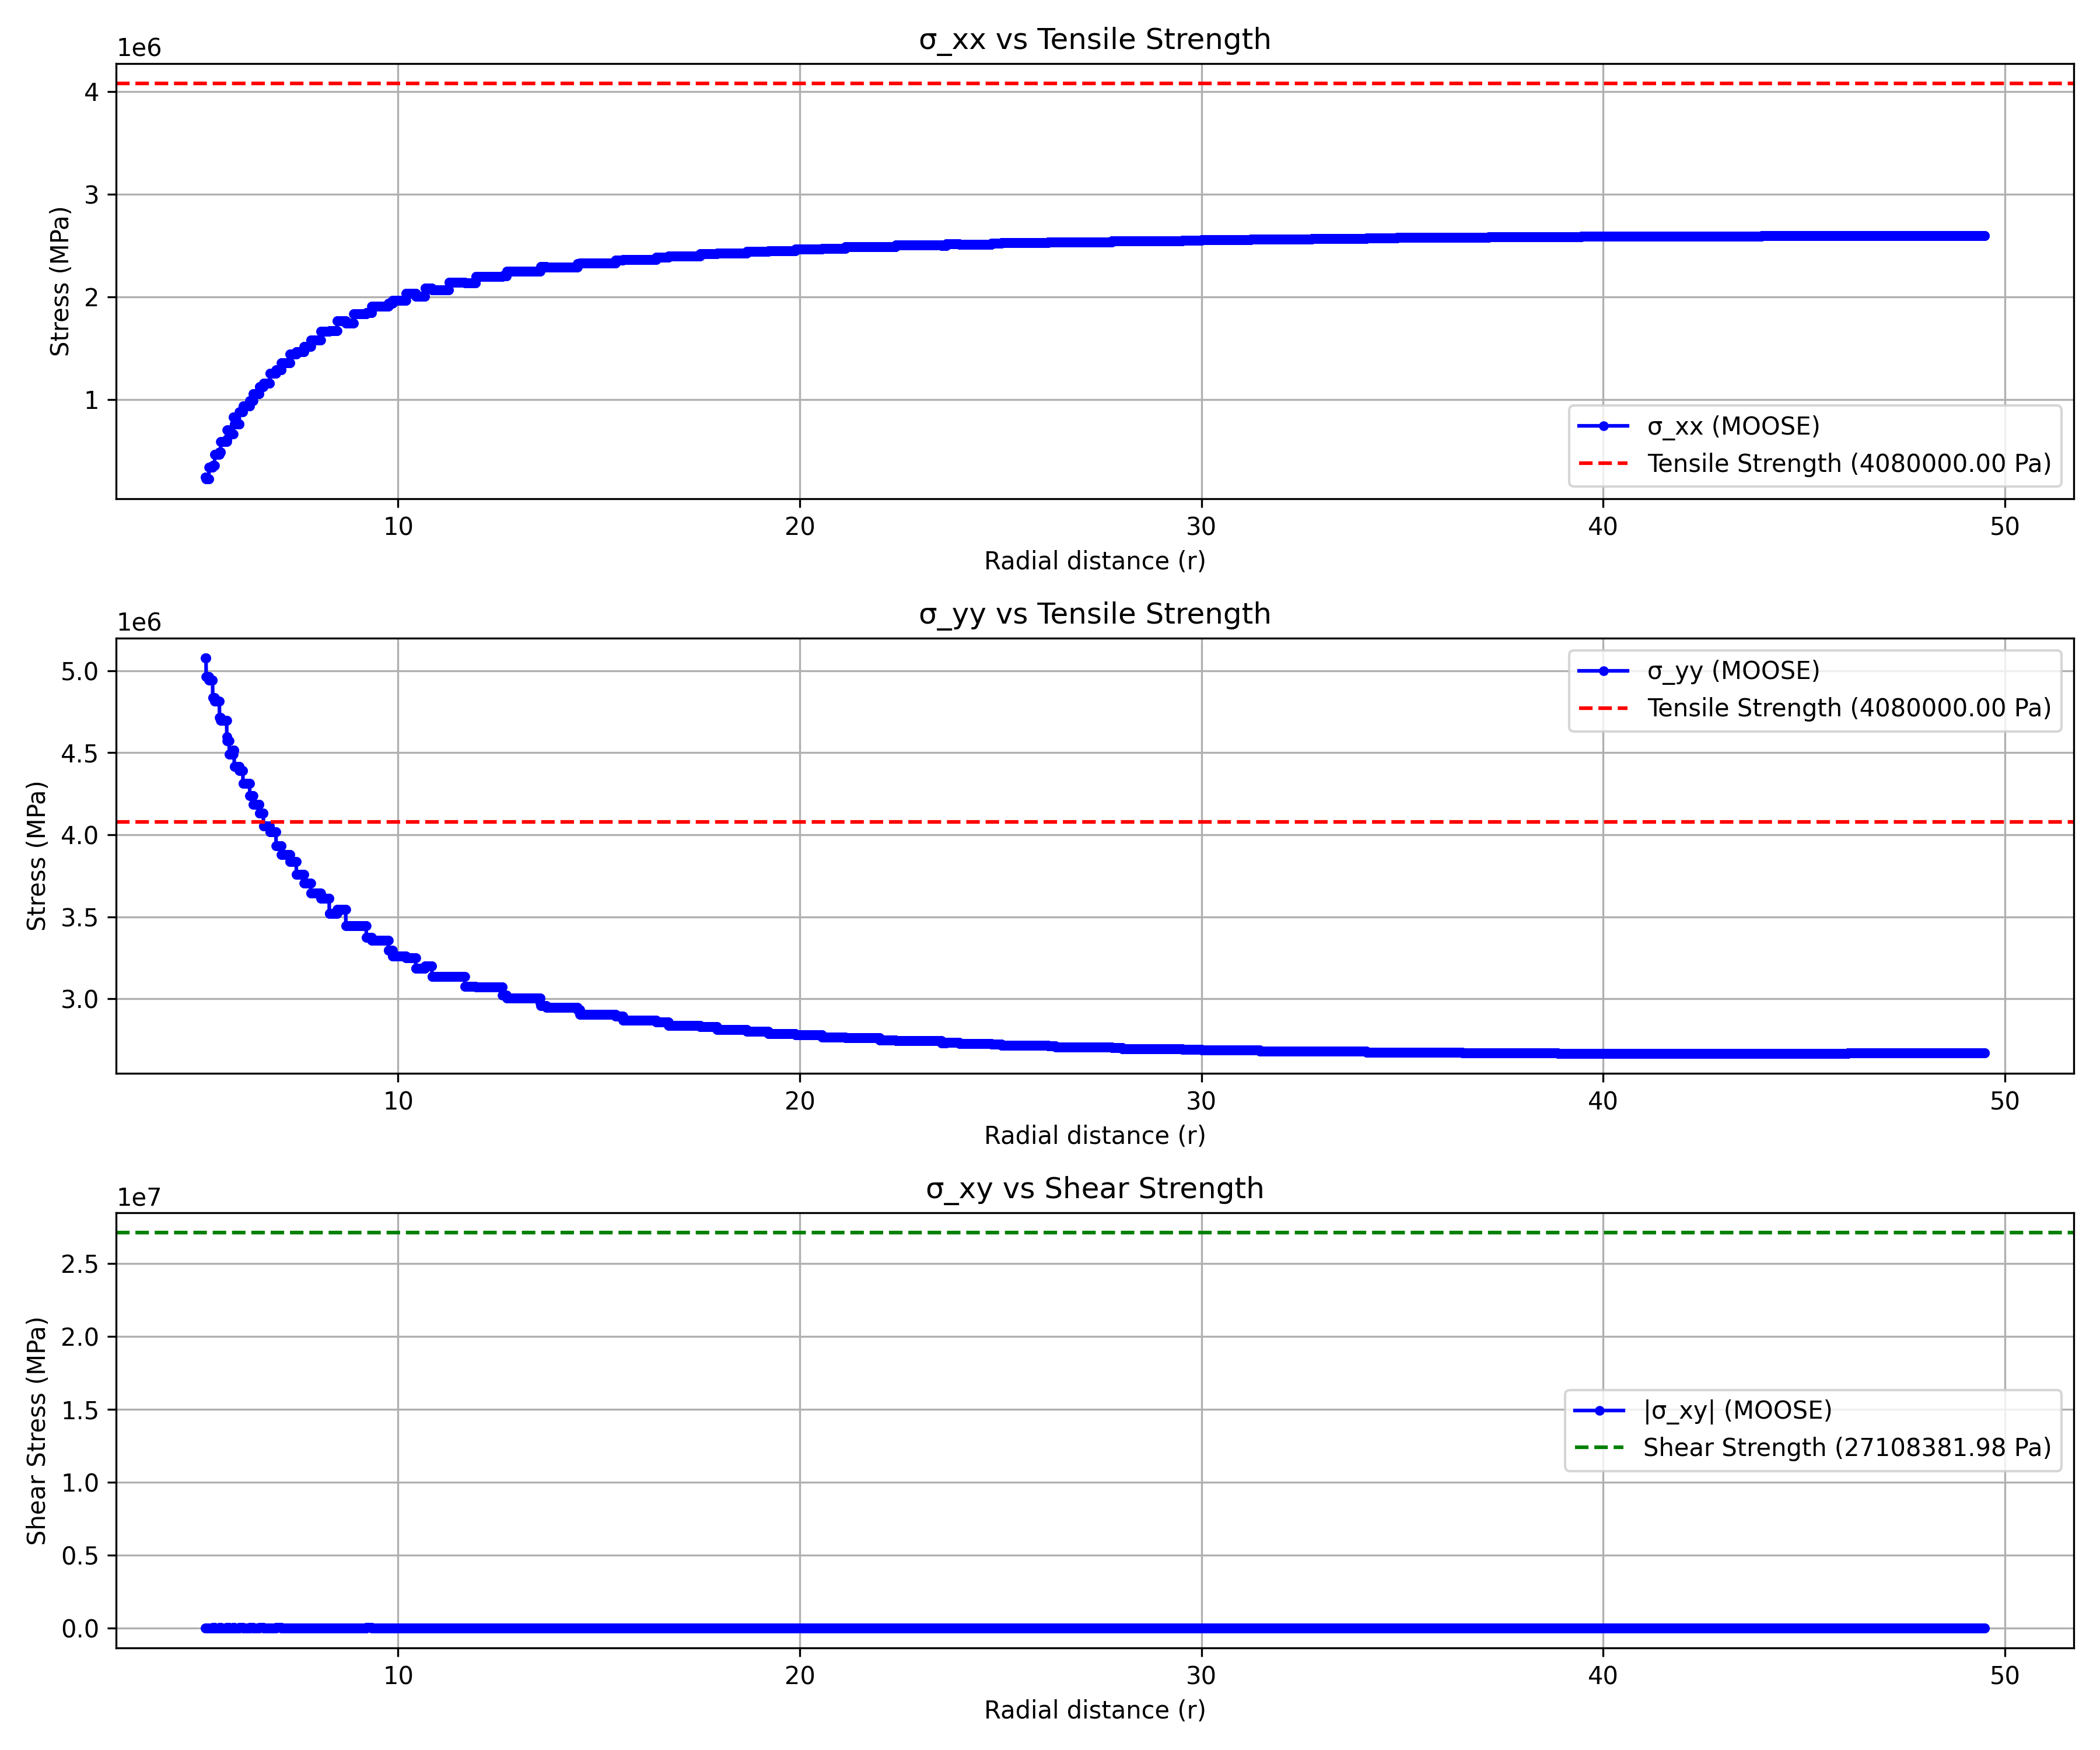 σ_xx vs Tensile Strength
1e6
4
3
2
1
Stress (MPa)
σ_xx (MOOSE)
Tensile Strength (4080000.00 Pa)
10 20 30 40 50
Radial distance (r)
σ_yy vs Tensile Strength
1e6
5.0
4.5
4.0
3.5
3.0
Stress (MPa)
σ_yy (MOOSE)
Tensile Strength (4080000.00 Pa)
10 20 30 40 50
Radial distance (r)
σ_xy vs Shear Strength
1e7
2.5
2.0
1.5
1.0
0.5
0.0
Shear Stress (MPa)
|σ_xy| (MOOSE)
Shear Strength (27108381.98 Pa)
10 20 30 40 50
Radial distance (r)